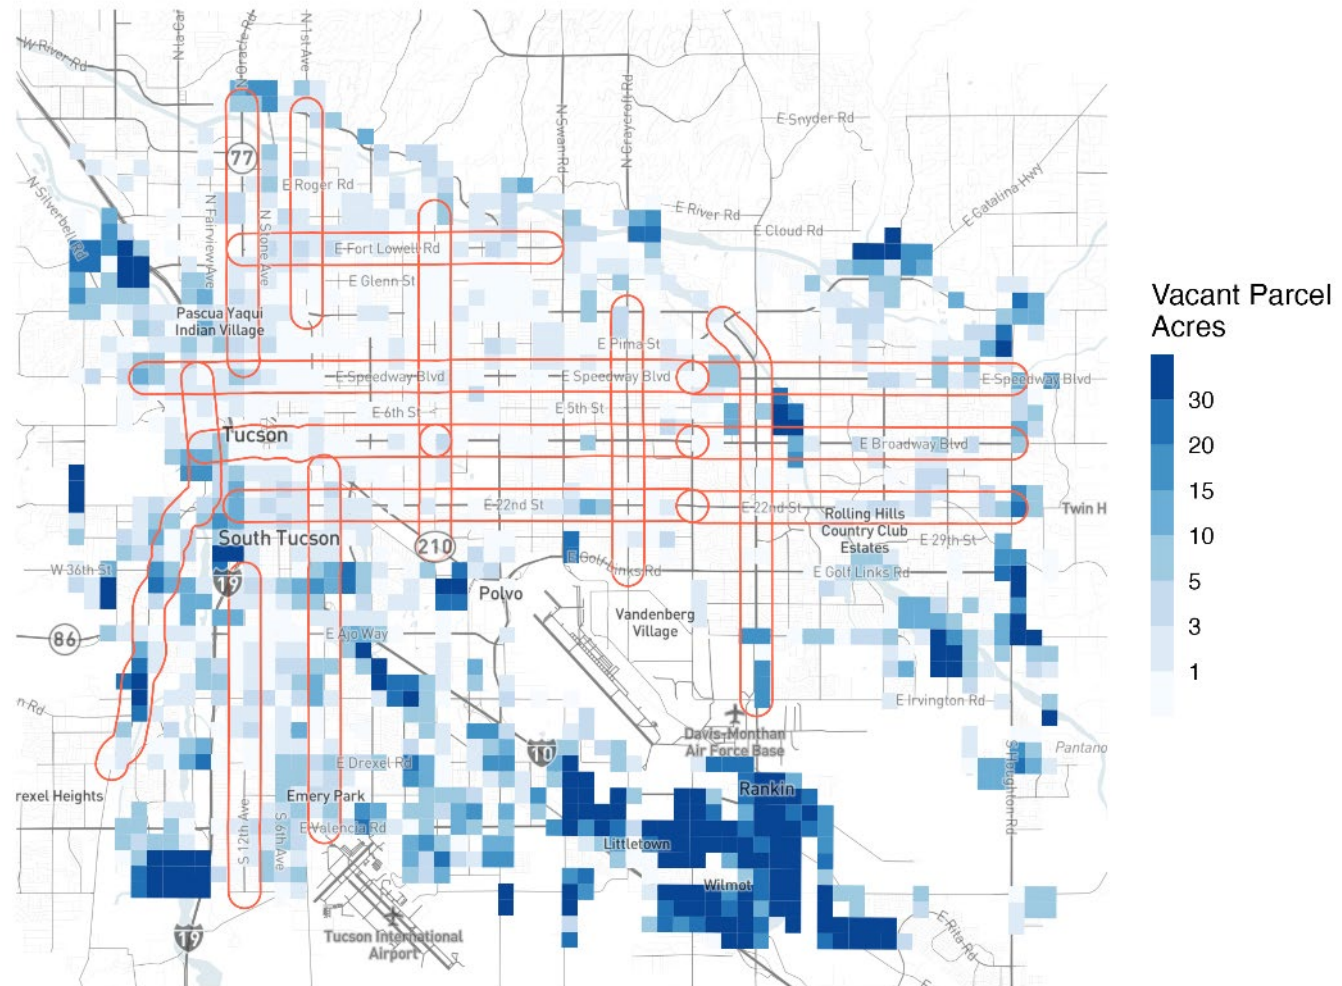 W River Rd
N la Car
N Oracle Rd
N 1st Ave
N Swan Rd
N Craycroft Rd
E Snyder Rd
77
E Roger Rd
N Silverbell Rd
N Fairview Ave
N Stone Ave
E River Rd
E Catalina Hwy
E Cloud Rd
E Fort Lowell Rd
E Glenn St
Pascua Yaqui
Indian Village
E Pima St
E Speedway Blvd
E Speedway Blvd
E Speedway Blvd
E 6th St
E 5th St
Tucson
E Broadway Blvd
E 22nd St
E 22nd St
Rolling Hills
Country Club
Estates
Twin H
South Tucson
210
E 29th St
W 36th St
19
E Golf Links Rd
E Golf Links Rd
Polvo
Vandenberg
Village
86
E Ajo Way
n Rd
E Irvington Rd
Davis-Monthan
Air Force Base
10
Pantano
S Houghton Rd
E Drexel Rd
rexel Heights
Emery Park
Rankin
S 12th Ave
S 6th Ave
E Valencia Rd
Littletown
Wilmot
19
Tucson International
Airport
E Rita Rd
Vacant Parcel
Acres
30
20
15
10
5
3
1